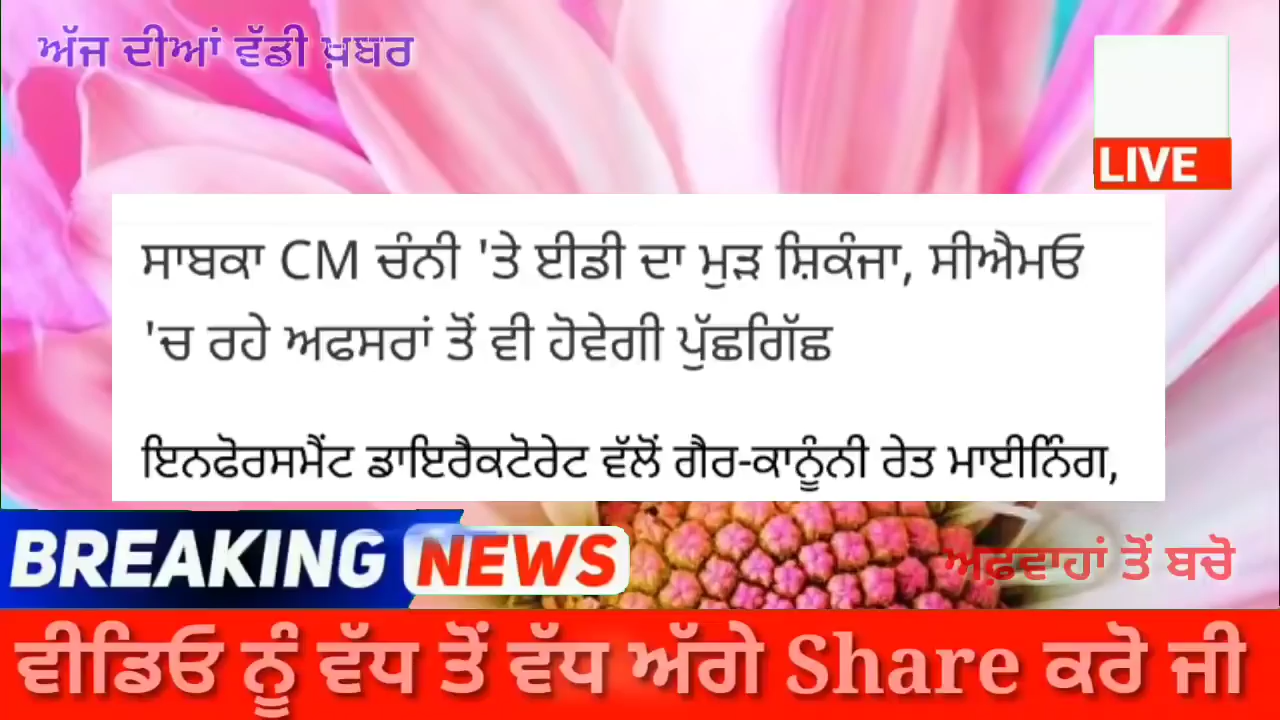 ਅੱਜ ਦੀਆਂ ਵੱਡੀ ਖ਼ਬਰ
LIVE
ਸਾਬਕਾ CM ਚੰਨੀ 'ਤੇ ਈਡੀ ਦਾ ਮੁੜ ਸ਼ਿਕੰਜਾ, ਸੀਐਮਓ
'ਚ ਰਹੇ ਅਫਸਰਾਂ ਤੋਂ ਵੀ ਹੋਵੇਗੀ ਪੁੱਛਗਿੱਛ
ਇਨਫੋਰਸਮੈਂਟ ਡਾਇਰੈਕਟੋਰੇਟ ਵੱਲੋਂ ਗੈਰ-ਕਾਨੂੰਨੀ ਰੇਤ ਮਾਈਨਿੰਗ,
BREAKING NEWS
ਅਫ਼ਵਾਹਾਂ ਤੋਂ ਬਚੋ
ਵੀਡਿਓ ਨੂੰ ਵੱਧ ਤੋਂ ਵੱਧ ਅੱਗੇ Share ਕਰੋ ਜੀ